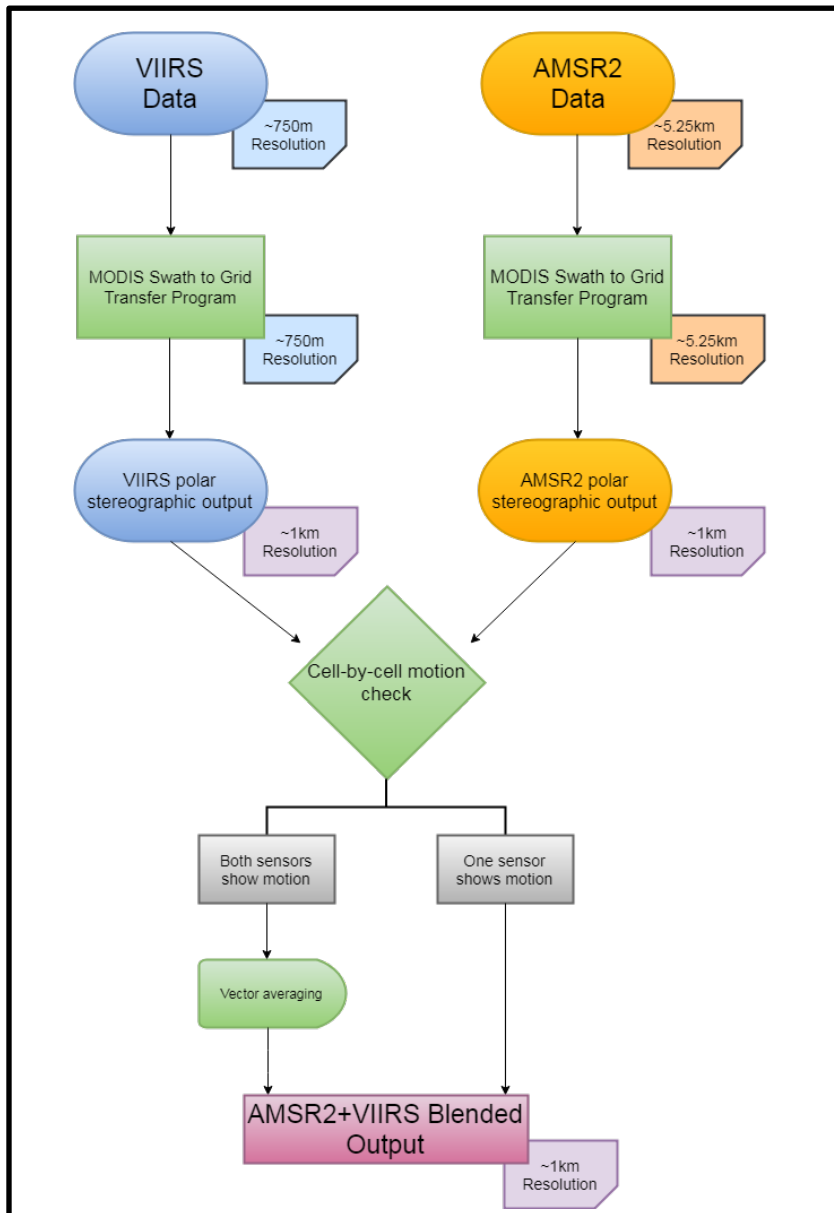 VIIRS
Data
~750m
Resolution
AMSR2
Data
~5.25km
Resolution
MODIS Swath to Grid
Transfer Program
~750m
Resolution
MODIS Swath to Grid
Transfer Program
~5.25km
Resolution
VIIRS polar
stereographic output
~1km
Resolution
AMSR2 polar
stereographic output
~1km
Resolution
Cell-by-cell motion
check
Both sensors
show motion
One sensor
shows motion
Vector averaging
AMSR2+VIIRS Blended
Output
~1km
Resolution